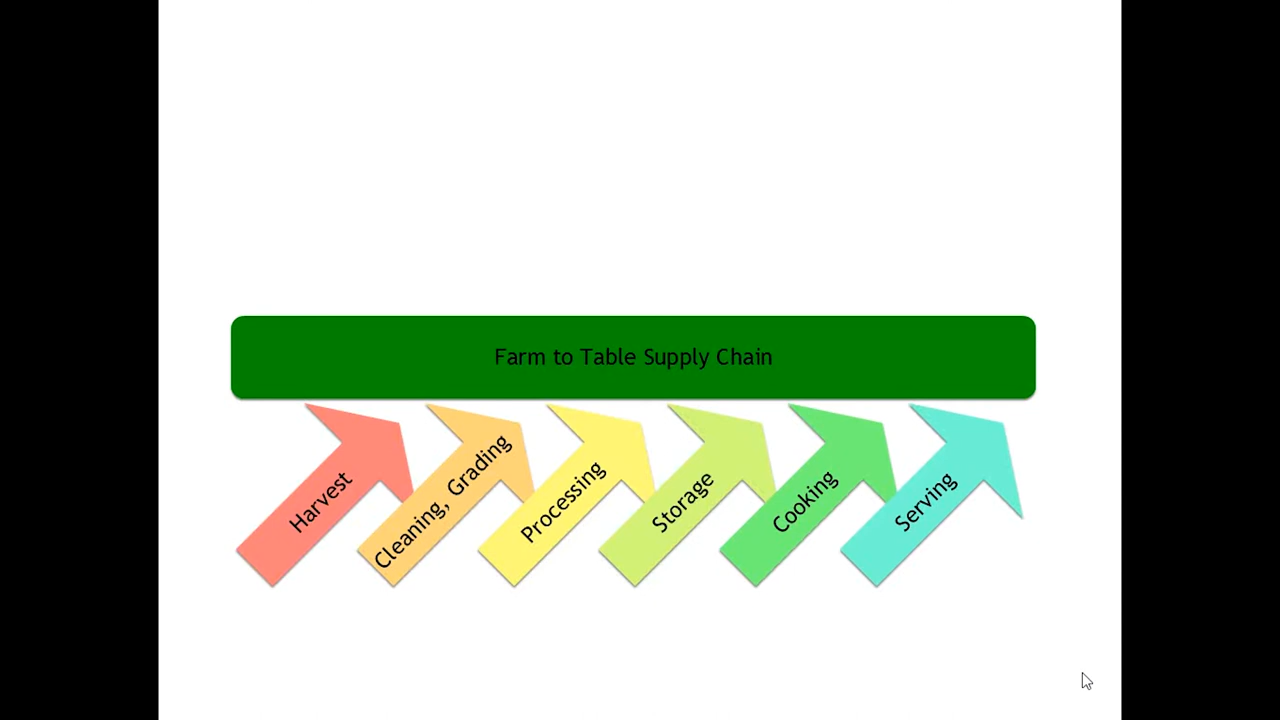 Farm to Table Supply Chain
Harvest
Cleaning, Grading
Processing
Storage
Cooking
Serving